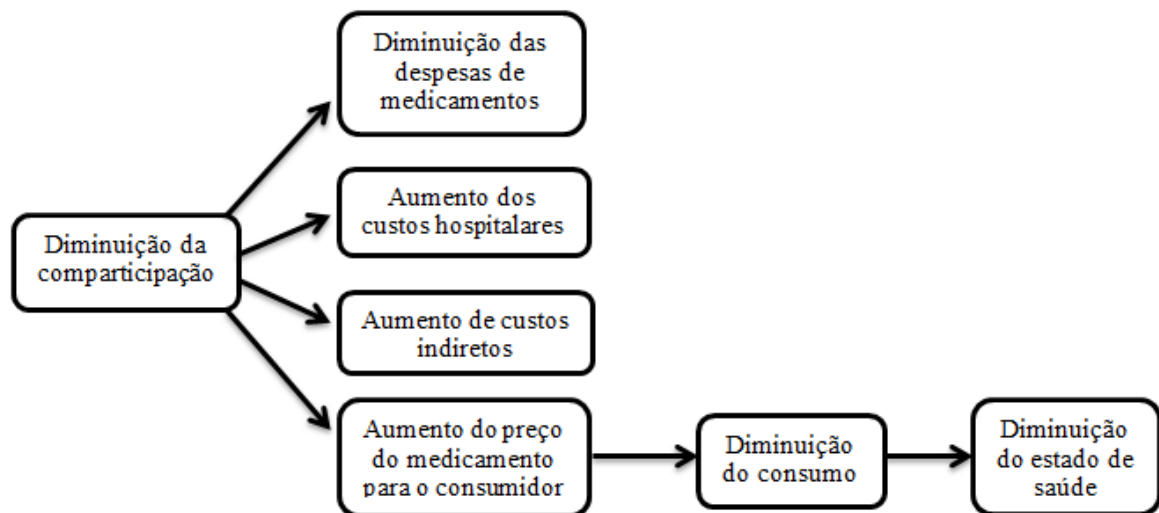 Diminuição das
despesas de
medicamentos
Aumento dos
custos hospitalares
Diminuição da
comparticipação
Aumento de custos
indiretos
Aumento do preço
do medicamento
para o consumidor
Diminuição
do consumo
Diminuição
do estado de
saúde